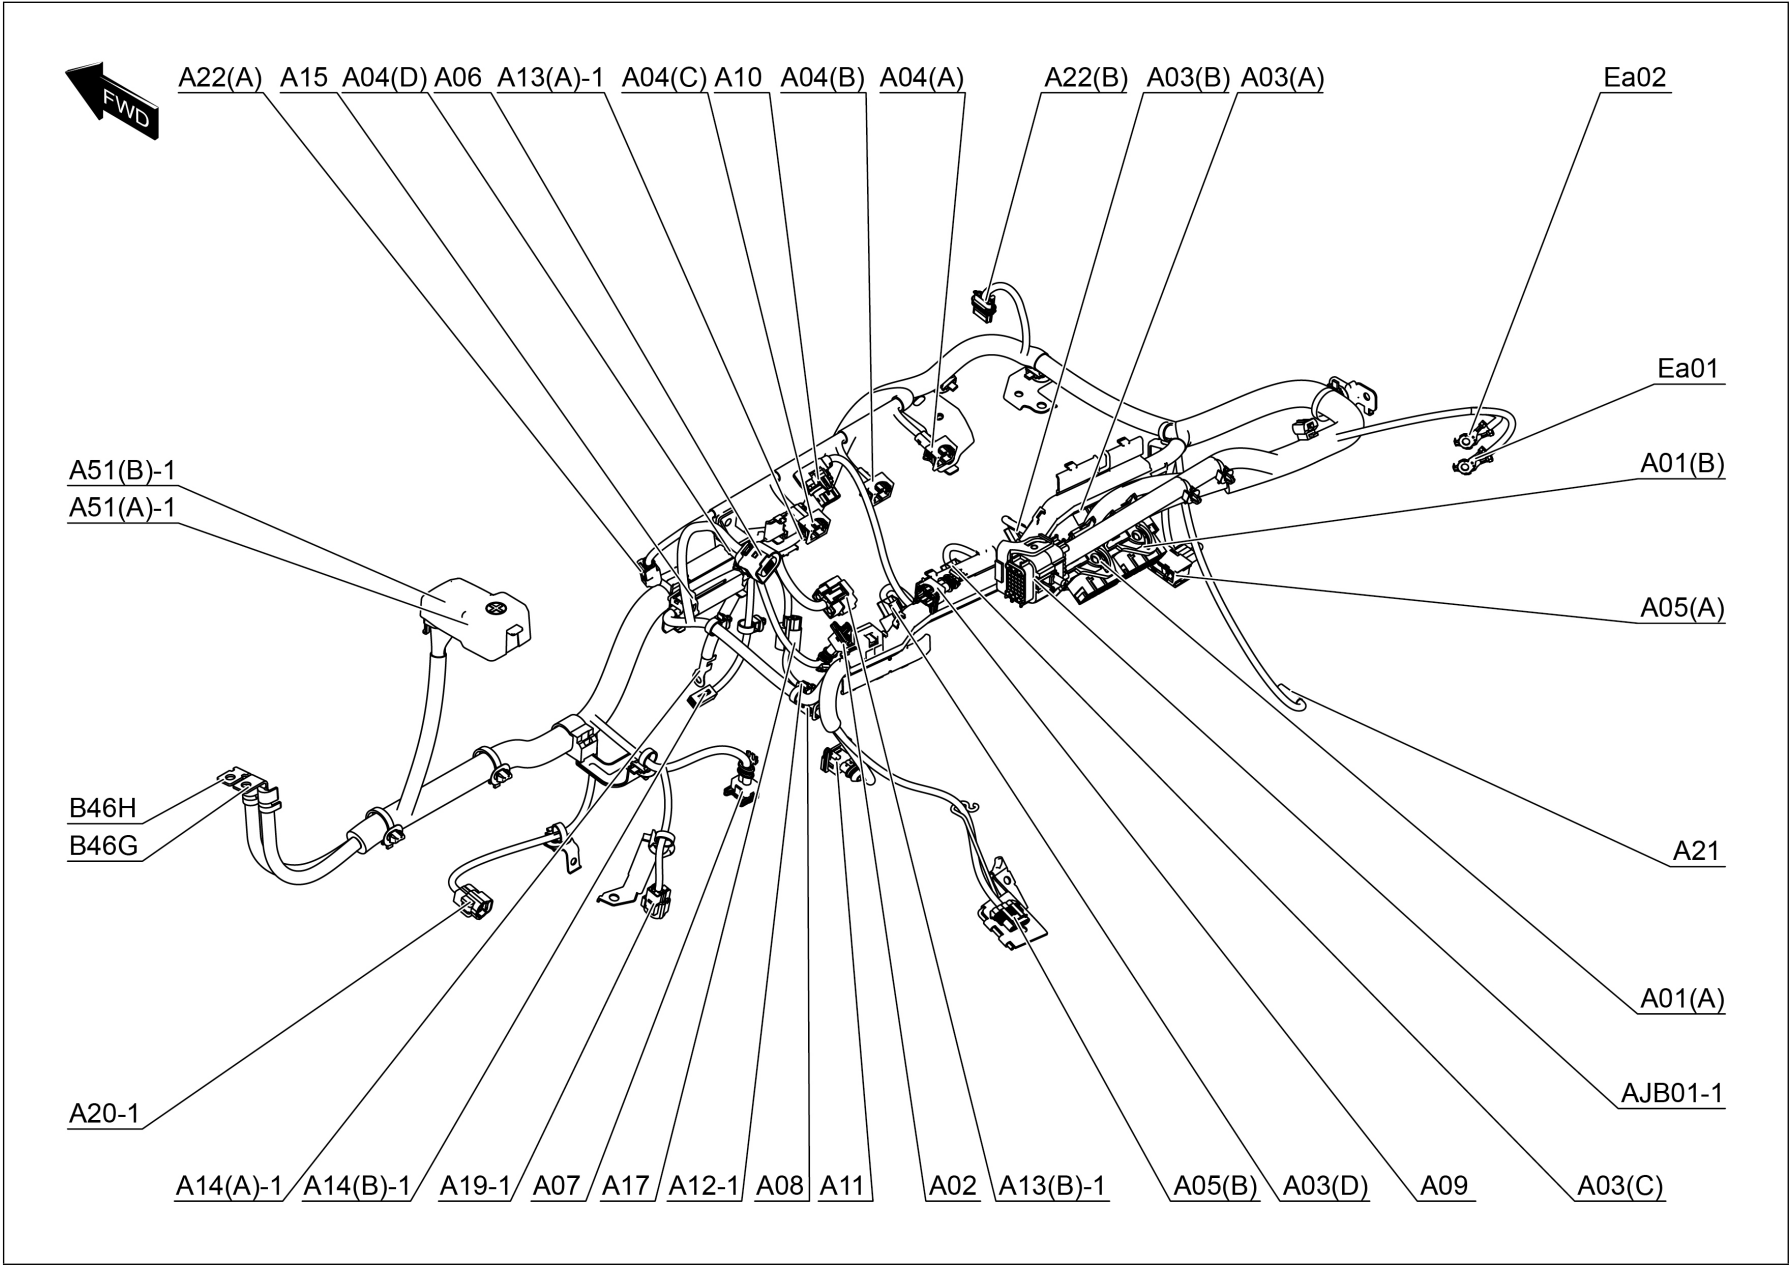 FWD
A22(A) A15 A04(D) A06 A13(A)-1 A04(C) A10 A04(B) A04(A) A22(B) A03(B) A03(A) Ea02
Ea01
A51(B)-1 A01(B)
A51(A)-1
A05(A)
B46H
B46G A21
A01(A)
A20-1 AJB01-1
A14(A)-1 A14(B)-1 A19-1 A07 A17 A12-1 A08 A11 A02 A13(B)-1 A05(B) A03(D) A09 A03(C)